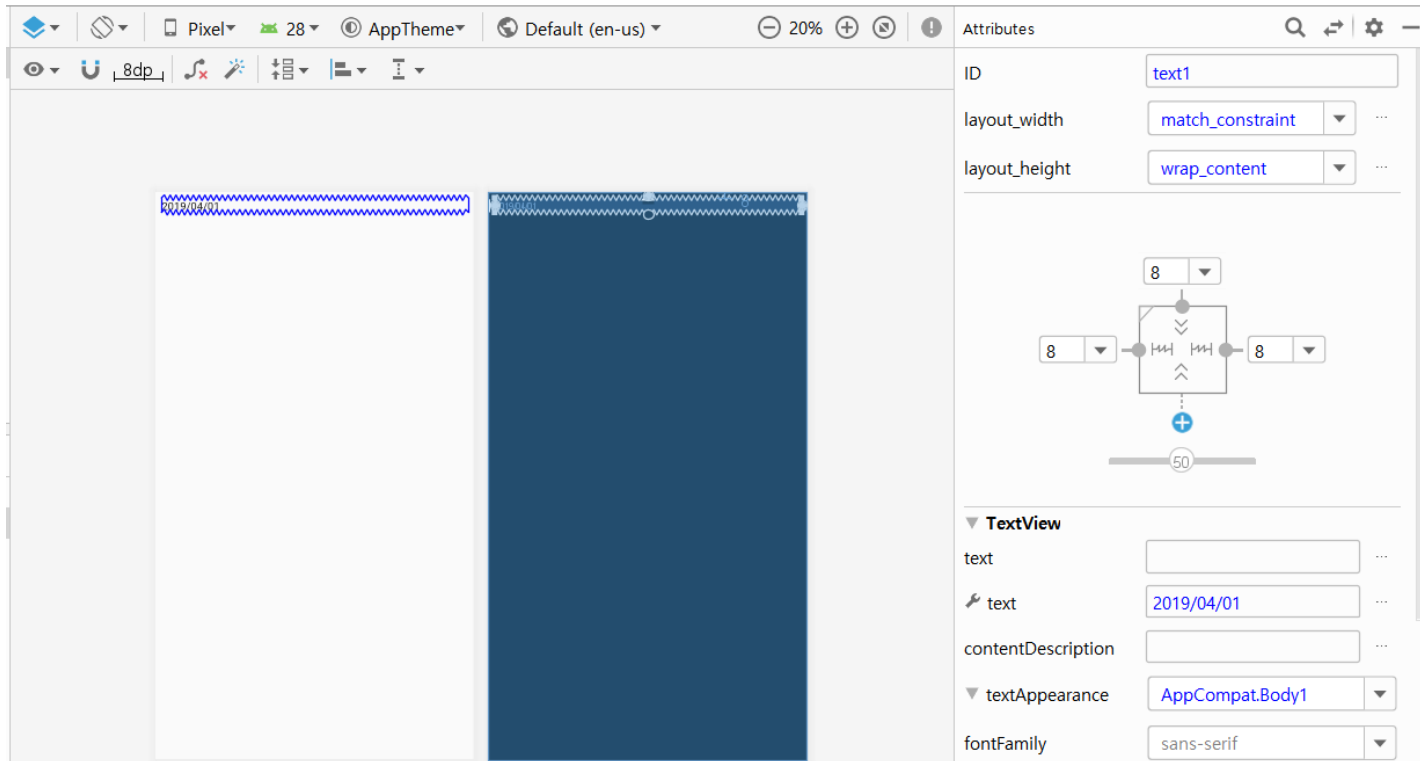 Pixel 28 AppTheme Default (en-us) 20%
8dp
2019/04/01
Attributes
ID text1
layout_width match_constraint ...
layout_height wrap_content ...
8
8 8
50
TextView
text ...
text 2019/04/01 ...
contentDescription ...
textAppearance AppCompat.Body1
fontFamily sans-serif